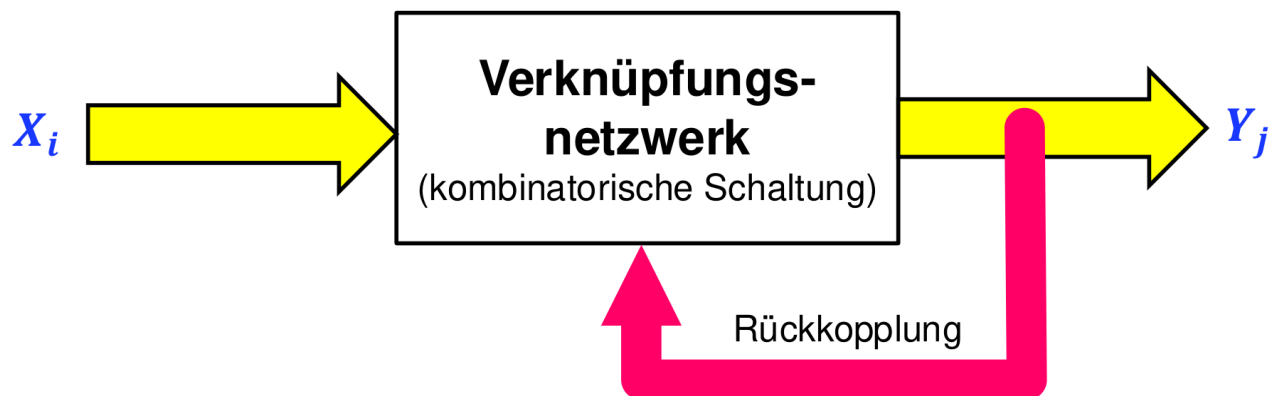 Verknüpfungs-
netzwerk
(kombinatorische Schaltung)
X_i
Y_j
Rückkopplung